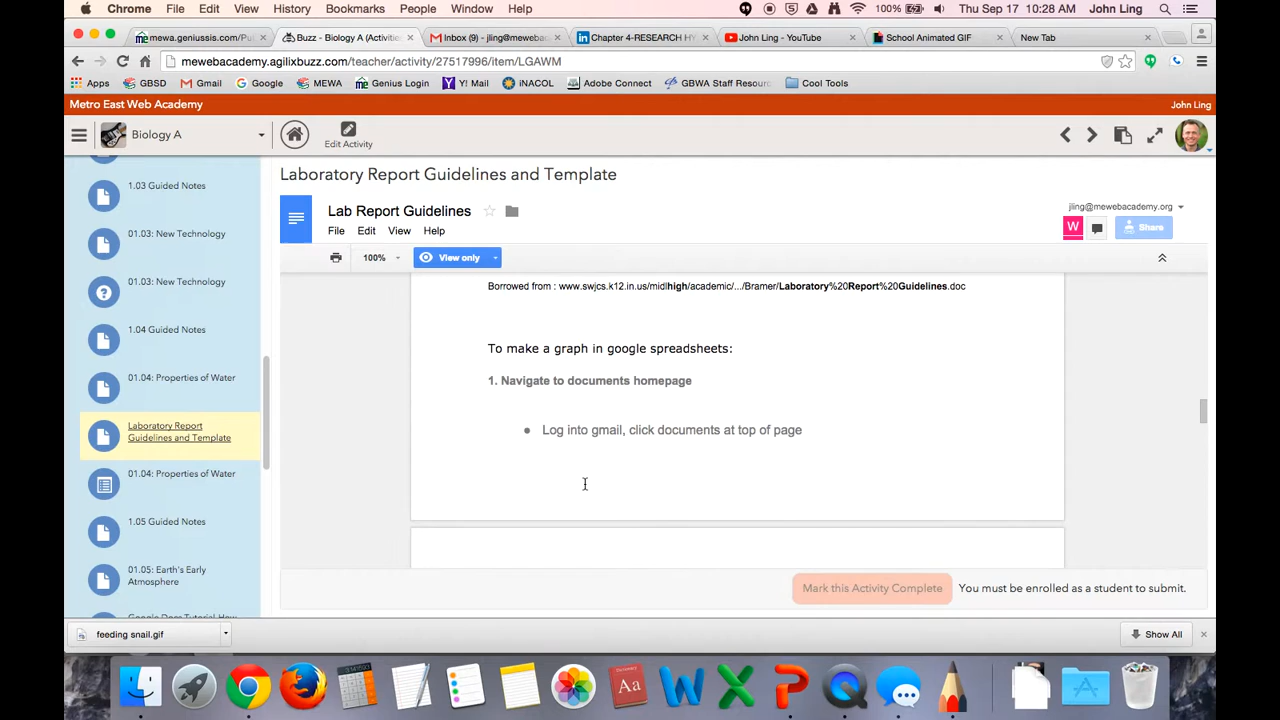 Chrome File Edit View History Bookmarks People Window Help 100% Thu Sep 17 10:28 AM John Ling
mewa.geniussis.com/Pu Buzz - Biology A (Activities Inbox (9) - jling@mewebac LinkedIn Chapter 4-RESEARCH HY John Ling - YouTube School Animated GIF New Tab
mewebacademy.agilixbuzz.com/teacher/activity/27517996/item/LGAWM
Apps GBSD Gmail Google MEWA Genius Login Y! Mail iNACOL Adobe Connect GBWA Staff Resourc Cool Tools
Metro East Web Academy John Ling
Biology A Edit Activity
1.03 Guided Notes
01.03: New Technology
01.03: New Technology
1.04 Guided Notes
01.04: Properties of Water
Laboratory Report
Guidelines and Template
01.04: Properties of Water
1.05 Guided Notes
01.05: Earth's Early
Atmosphere
Google Docs Tutorial-How
Laboratory Report Guidelines and Template
Lab Report Guidelines jling@mewebacademy.org
File Edit View Help W Share
100% View only
Borrowed from : www.swjcs.k12.in.us/midlhigh/academic/.../Bramer/Laboratory%20Report%20Guidelines.doc
To make a graph in google spreadsheets:
1. Navigate to documents homepage
● Log into gmail, click documents at top of page
Mark this Activity Complete You must be enrolled as a student to submit.
feeding snail.gif Show All